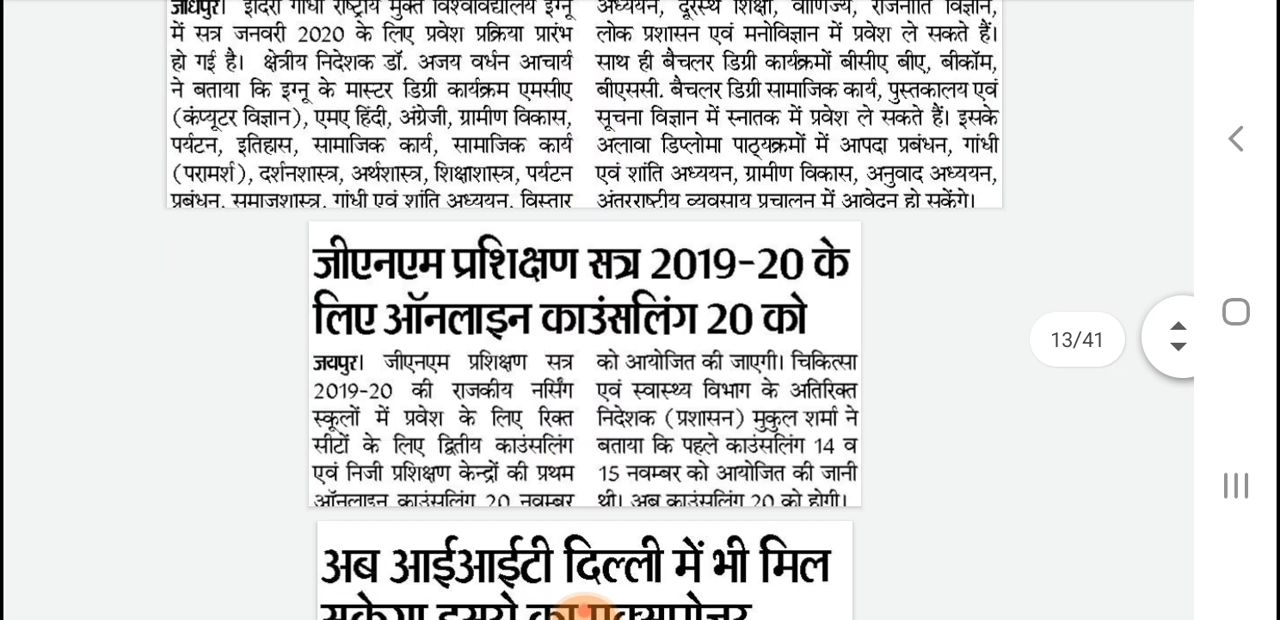 जोधपुर। इंदिरा गांधी राष्ट्रीय मुक्त विश्वविद्यालय इग्नू
में सत्र जनवरी 2020 के लिए प्रवेश प्रक्रिया प्रारंभ
हो गई है। क्षेत्रीय निदेशक डॉ. अजय वर्धन आचार्य
ने बताया कि इग्नू के मास्टर डिग्री कार्यक्रम एमसीए
(कंप्यूटर विज्ञान), एमए हिंदी, अंग्रेजी, ग्रामीण विकास,
पर्यटन, इतिहास, सामाजिक कार्य, सामाजिक कार्य
(परामर्श), दर्शनशास्त्र, अर्थशास्त्र, शिक्षाशास्त्र, पर्यटन
प्रबंधन, समाजशास्त्र, गांधी एवं शांति अध्ययन, विस्तार
अध्ययन, दूरस्थ शिक्षा, वाणिज्य, राजनीति विज्ञान,
लोक प्रशासन एवं मनोविज्ञान में प्रवेश ले सकते हैं।
साथ ही बैचलर डिग्री कार्यक्रमों बीसीए बीए, बीकॉम,
बीएससी. बैचलर डिग्री सामाजिक कार्य, पुस्तकालय एवं
सूचना विज्ञान में स्नातक में प्रवेश ले सकते हैं। इसके
अलावा डिप्लोमा पाठ्यक्रमों में आपदा प्रबंधन, गांधी
एवं शांति अध्ययन, ग्रामीण विकास, अनुवाद अध्ययन,
अंतरराष्ट्रीय व्यवसाय प्रचालन में आवेदन हो सकेंगे।
जीएनएम प्रशिक्षण सत्र 2019-20 के
लिए ऑनलाइन काउंसलिंग 20 को
जयपुर। जीएनएम प्रशिक्षण सत्र
2019-20 की राजकीय नर्सिंग
स्कूलों में प्रवेश के लिए रिक्त
सीटों के लिए द्वितीय काउंसलिंग
एवं निजी प्रशिक्षण केन्द्रों की प्रथम
ऑनलाइन काउंसलिंग 20 नवम्बर
को आयोजित की जाएगी। चिकित्सा
एवं स्वास्थ्य विभाग के अतिरिक्त
निदेशक (प्रशासन) मुकुल शर्मा ने
बताया कि पहले काउंसलिंग 14 व
15 नवम्बर को आयोजित की जानी
थी। अब काउंसलिंग 20 को होगी।
13/41
अब आईआईटी दिल्ली में भी मिल
सकेगा इसरो का एक्सपोजर